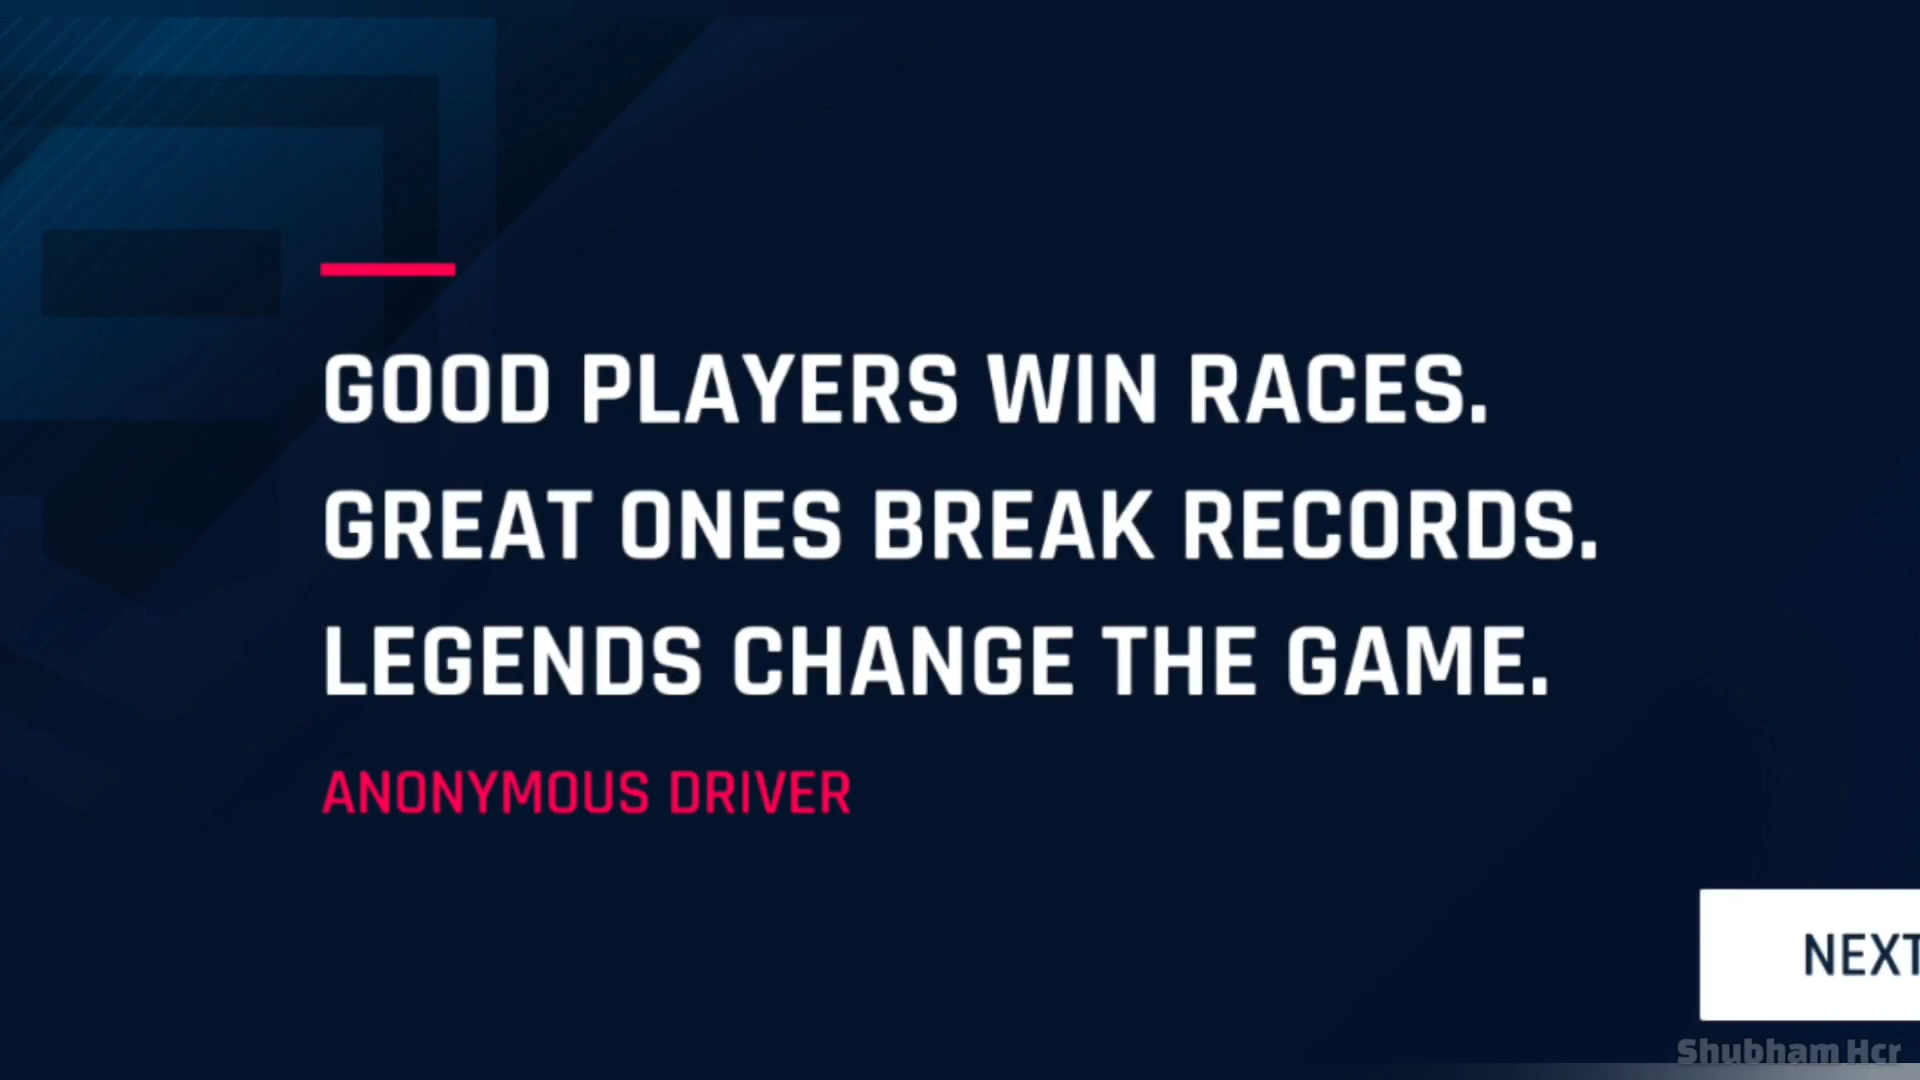 GOOD PLAYERS WIN RACES.
GREAT ONES BREAK RECORDS.
LEGENDS CHANGE THE GAME.
ANONYMOUS DRIVER
NEXT
Shubham Hcr